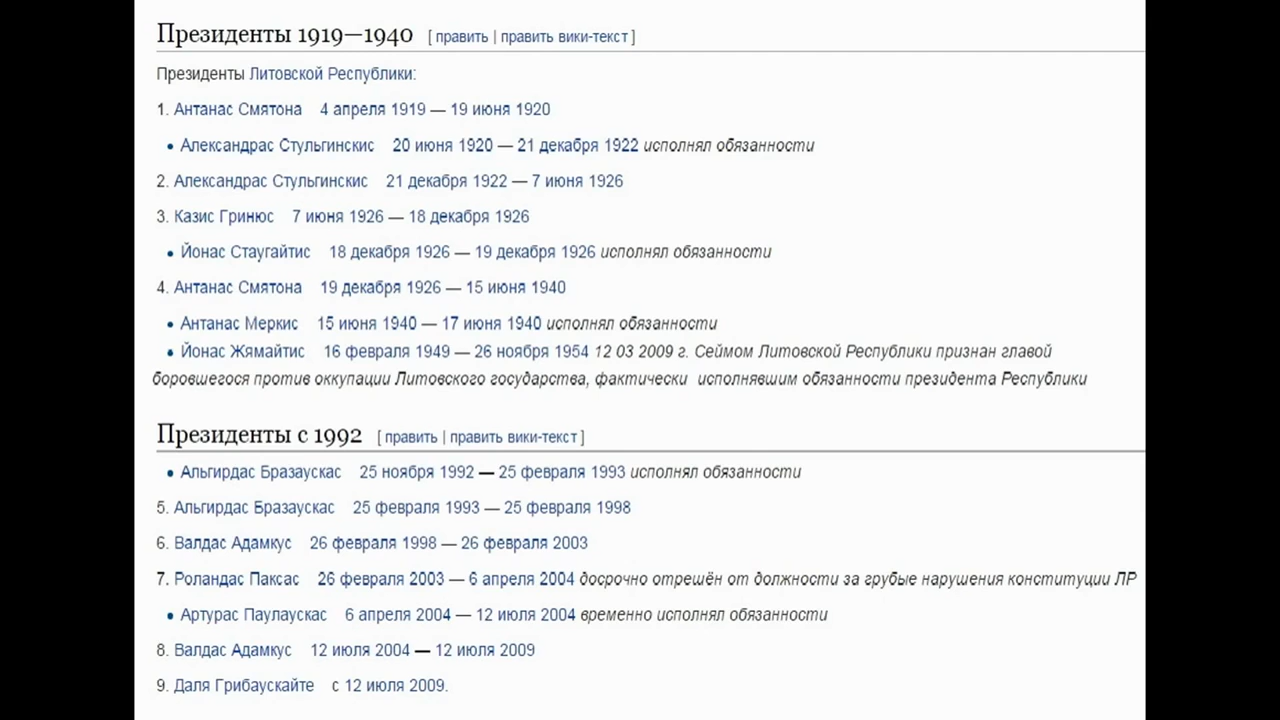 Президенты 1919—1940 [ править | править вики-текст ]
Президенты Литовской Республики:
1. Антанас Смятона 4 апреля 1919 — 19 июня 1920
• Александрас Стульгинскис 20 июня 1920 — 21 декабря 1922 исполнял обязанности
2. Александрас Стульгинскис 21 декабря 1922 — 7 июня 1926
3. Казис Гринюс 7 июня 1926 — 18 декабря 1926
• Йонас Стаугайтис 18 декабря 1926 — 19 декабря 1926 исполнял обязанности
4. Антанас Смятона 19 декабря 1926 — 15 июня 1940
• Антанас Меркис 15 июня 1940 — 17 июня 1940 исполнял обязанности
• Йонас Жямайтис 16 февраля 1949 — 26 ноября 1954 12 03 2009 г. Сеймом Литовской Республики признан главой
боровшегося против оккупации Литовского государства, фактически исполнявшим обязанности президента Республики
Президенты с 1992 [ править | править вики-текст ]
• Альгирдас Бразаускас 25 ноября 1992 — 25 февраля 1993 исполнял обязанности
5. Альгирдас Бразаускас 25 февраля 1993 — 25 февраля 1998
6. Валдас Адамкус 26 февраля 1998 — 26 февраля 2003
7. Роландас Паксас 26 февраля 2003 — 6 апреля 2004 досрочно отрешён от должности за грубые нарушения конституции ЛР
• Артурас Паулаускас 6 апреля 2004 — 12 июля 2004 временно исполнял обязанности
8. Валдас Адамкус 12 июля 2004 — 12 июля 2009
9. Даля Грибаускайте с 12 июля 2009.